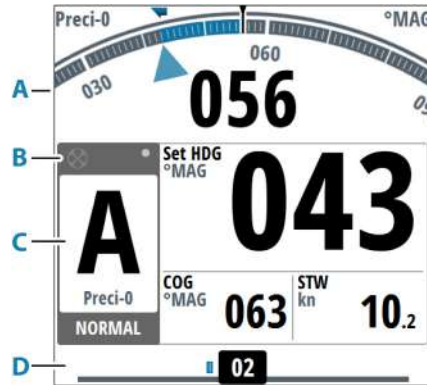 Preci-0 °MAG
030 060
A
056
B
Set HDG
°MAG
043
C
A
Preci-0
NORMAL
COG
°MAG
063
STW
kn
10.2
D
02